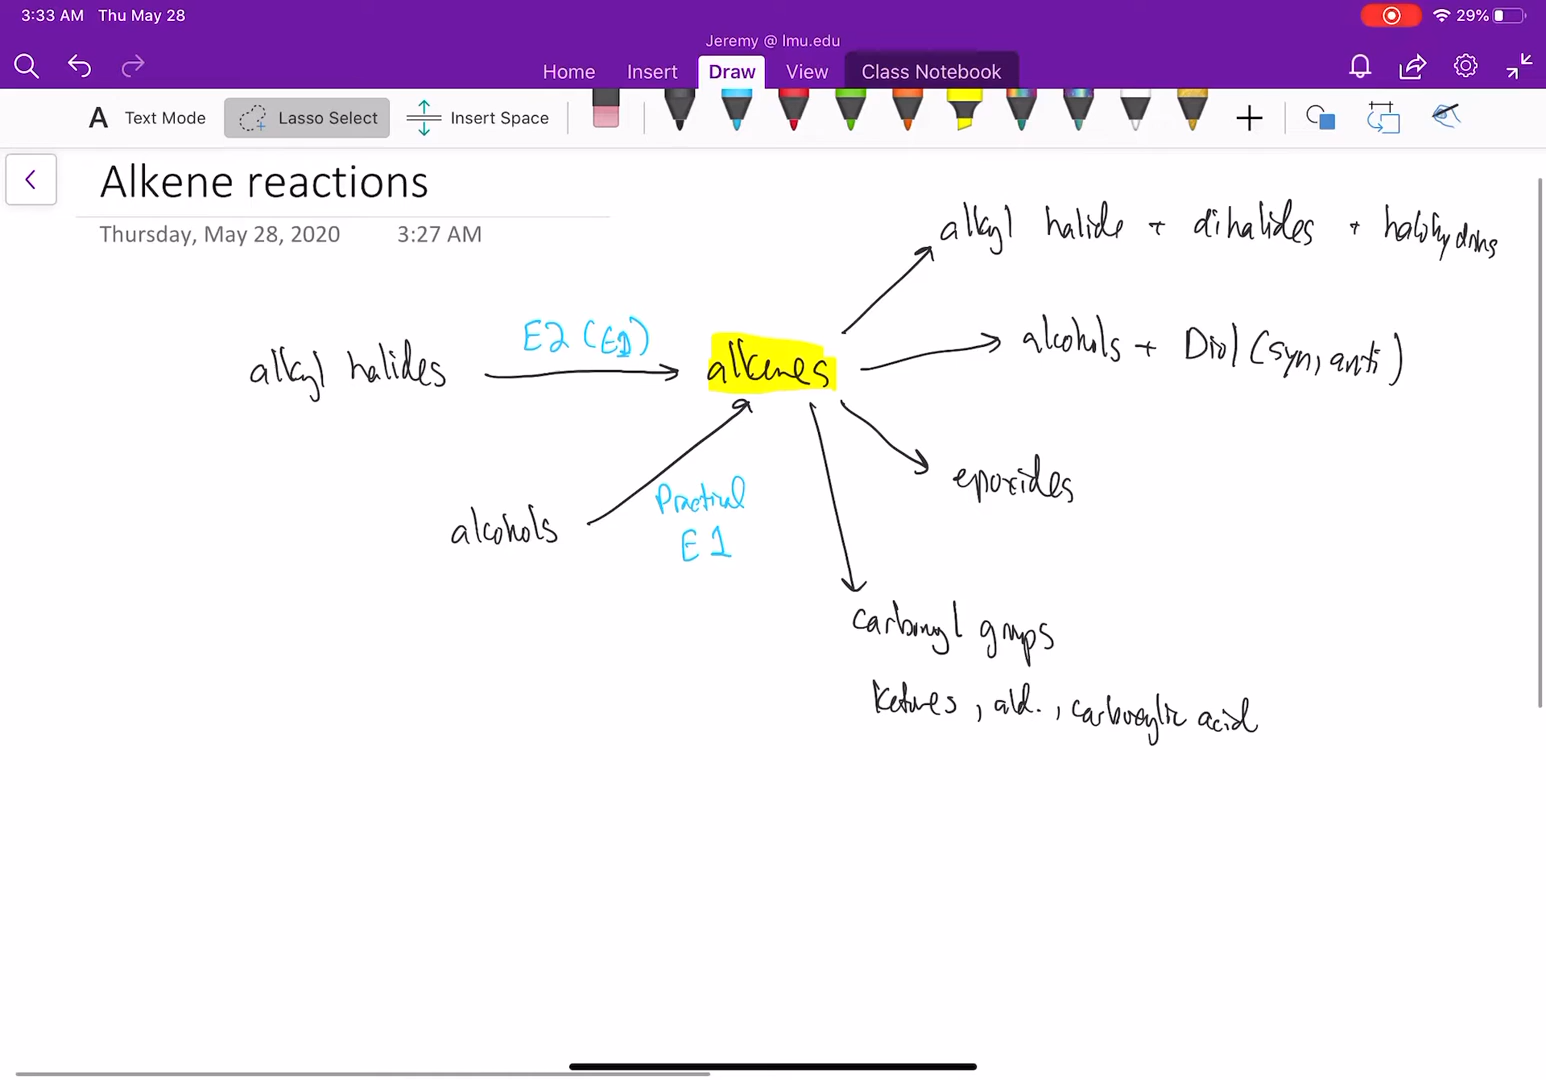 3:33 AM Thu May 28
29%
Jeremy @ lmu.edu
Home Insert Draw View Class Notebook
A Text Mode Lasso Select Insert Space
Alkene reactions
Thursday, May 28, 2020 3:27 AM
alkyl halide + dihalides + halohydrins
E2 (E1)
alkyl halides
alkenes
alcohols + Diol (syn, anti)
epoxides
Practical
alcohols
E1
carbonyl groups
ketones, ald., carboxylic acid